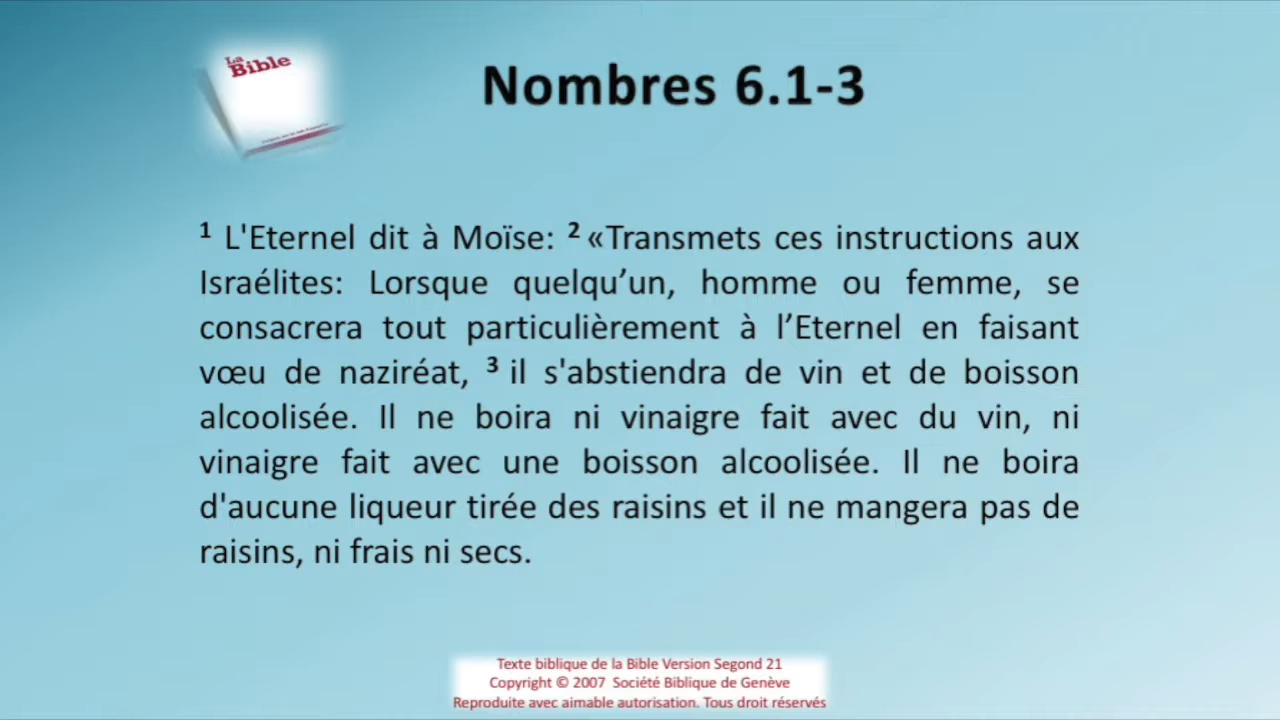 La
Bible
Nombres 6.1-3
1 L'Eternel dit à Moïse: 2 «Transmets ces instructions aux
Israélites: Lorsque quelqu’un, homme ou femme, se
consacrera tout particulièrement à l’Eternel en faisant
vœu de naziréat, 3 il s'abstiendra de vin et de boisson
alcoolisée. Il ne boira ni vinaigre fait avec du vin, ni
vinaigre fait avec une boisson alcoolisée. Il ne boira
d'aucune liqueur tirée des raisins et il ne mangera pas de
raisins, ni frais ni secs.
Texte biblique de la Bible Version Segond 21
Copyright © 2007 Société Biblique de Genève
Reproduite avec aimable autorisation. Tous droit réservés